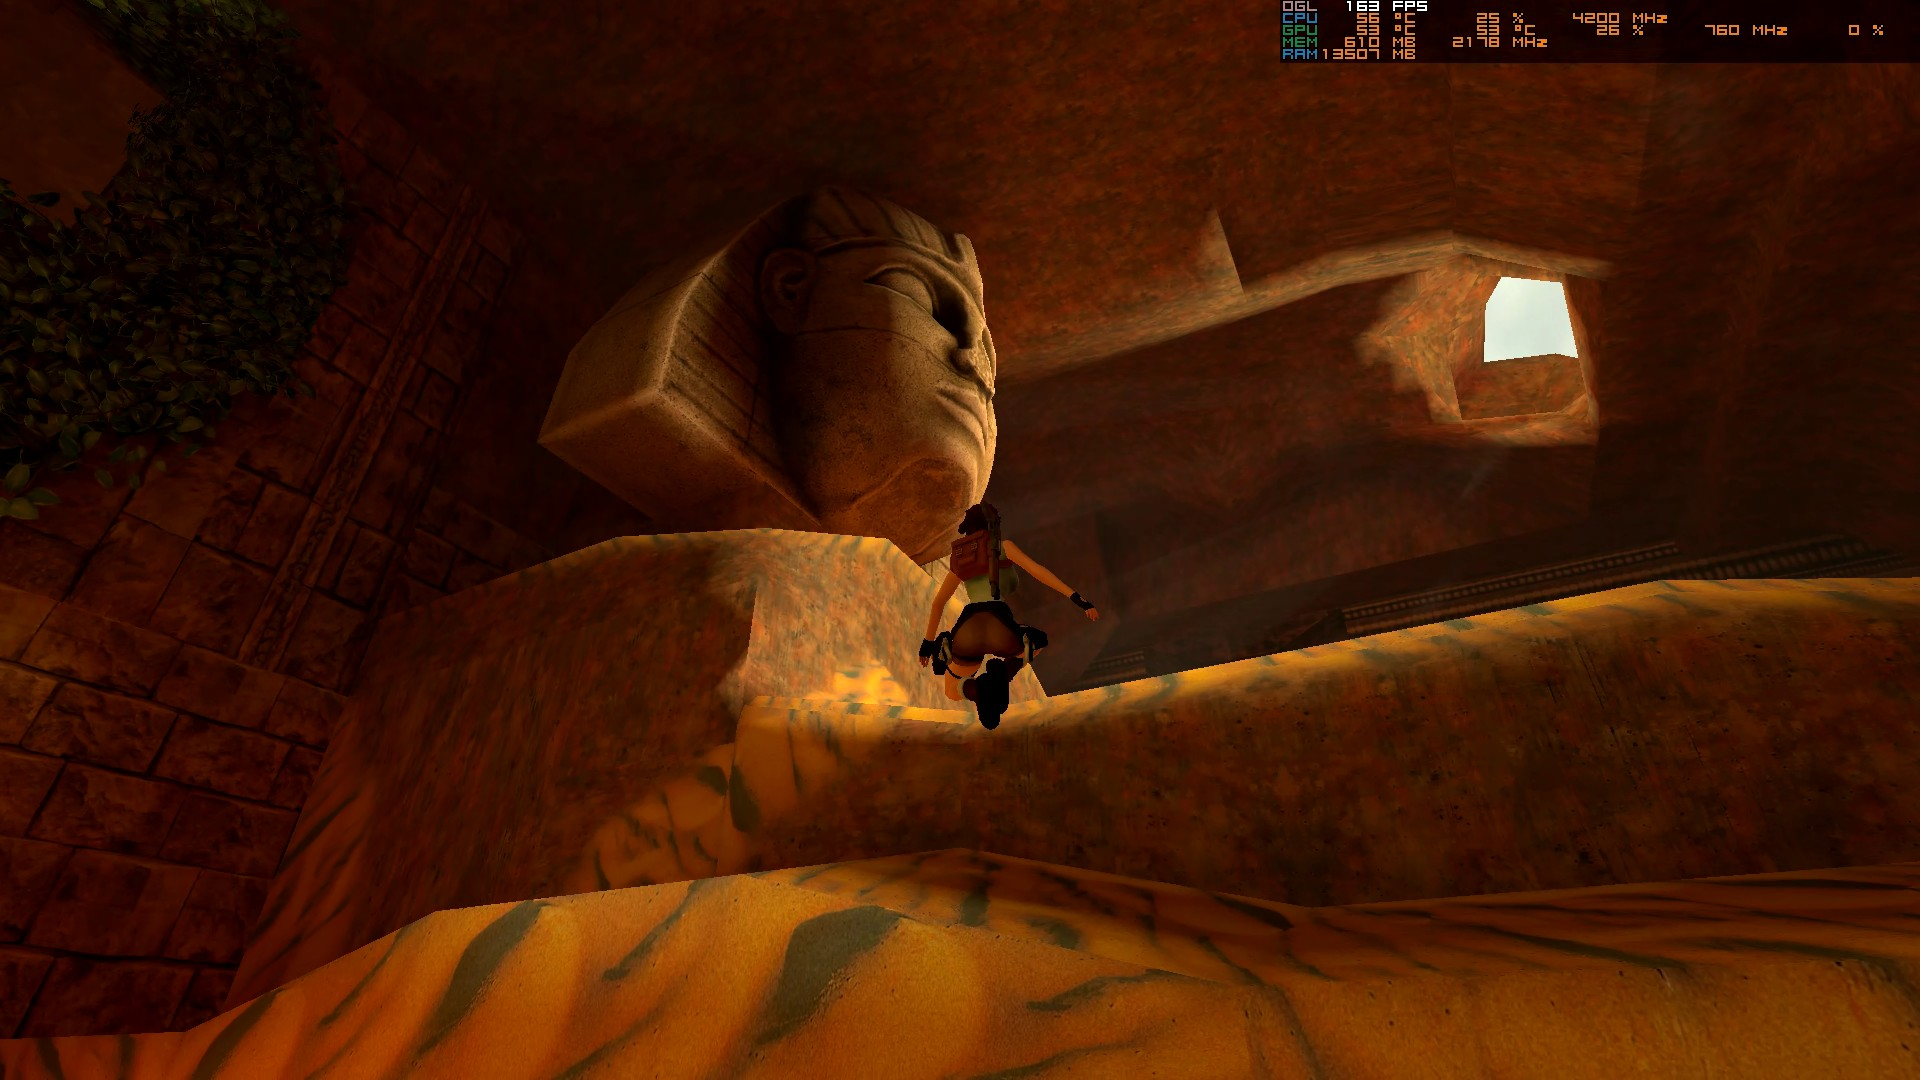 OGL 163 FPS
CPU 56 °C 25 % 4200 MHz
GPU 53 °C 53 °C 26 % 760 MHz 0 %
MEM 610 MB 2178 MHz
RAM 13507 MB